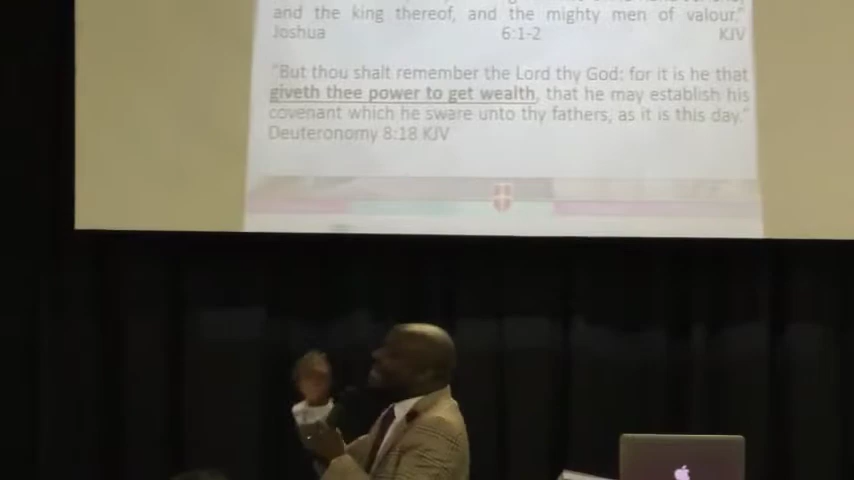 and the king thereof, and the mighty men of valour."
Joshua 6:1-2 KJV
"But thou shalt remember the Lord thy God: for it is he that
giveth thee power to get wealth, that he may establish his
covenant which he sware unto thy fathers, as it is this day."
Deuteronomy 8:18 KJV